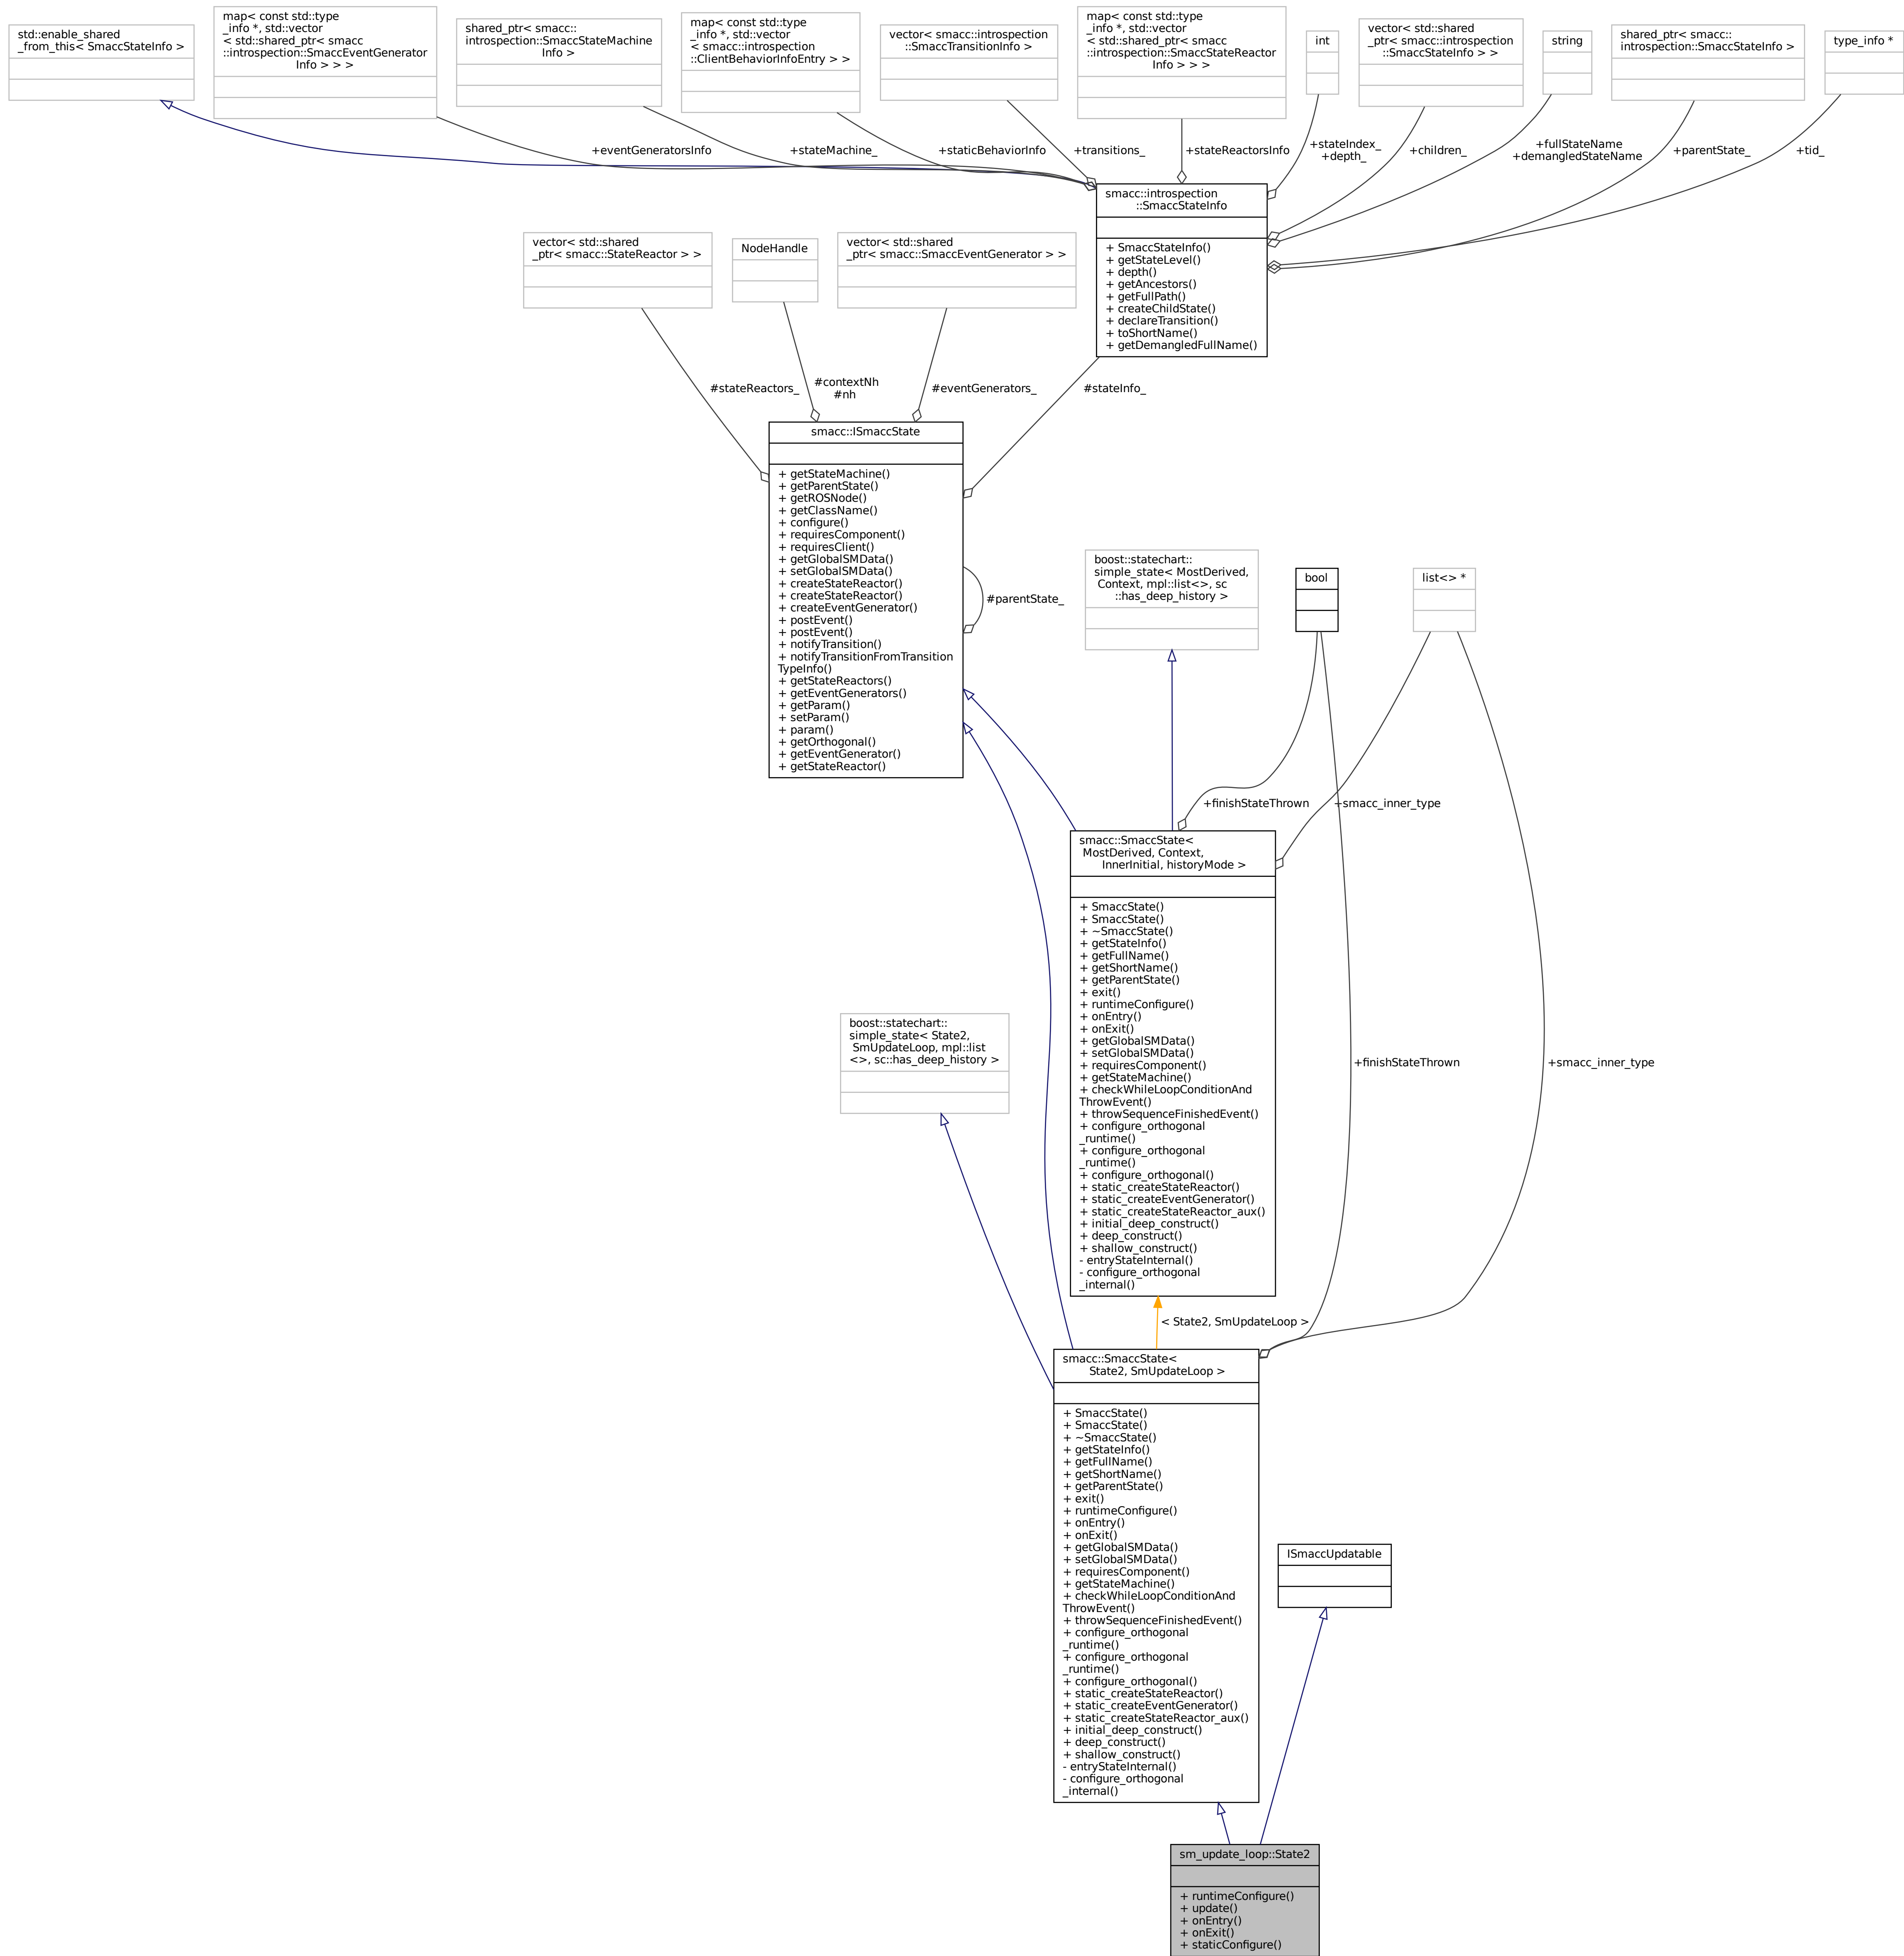 std::enable_shared
_from_this< SmaccStateInfo >
map< const std::type
_info *, std::vector
< std::shared_ptr< smacc
::introspection::SmaccEventGenerator
Info > > >
shared_ptr< smacc::
introspection::SmaccStateMachine
Info >
map< const std::type
_info *, std::vector
< smacc::introspection
::ClientBehaviorInfoEntry > >
vector< smacc::introspection
::SmaccTransitionInfo >
map< const std::type
_info *, std::vector
< std::shared_ptr< smacc
::introspection::SmaccStateReactor
Info > > >
int
vector< std::shared
_ptr< smacc::introspection
::SmaccStateInfo > >
string
shared_ptr< smacc::
introspection::SmaccStateInfo >
type_info *
+eventGeneratorsInfo
+stateMachine_
+staticBehaviorInfo
+transitions_
+stateReactorsInfo
+stateIndex_
+depth_
+children_
+fullStateName
+demangledStateName
+parentState_
+tid_
smacc::introspection
::SmaccStateInfo
+ SmaccStateInfo()
+ getStateLevel()
+ depth()
+ getAncestors()
+ getFullPath()
+ createChildState()
+ declareTransition()
+ toShortName()
+ getDemangledFullName()
vector< std::shared
_ptr< smacc::StateReactor > >
NodeHandle
vector< std::shared
_ptr< smacc::SmaccEventGenerator > >
#stateReactors_
#contextNh
#nh
#eventGenerators_
#stateInfo_
smacc::ISmaccState
+ getStateMachine()
+ getParentState()
+ getROSNode()
+ getClassName()
+ configure()
+ requiresComponent()
+ requiresClient()
+ getGlobalSMData()
+ setGlobalSMData()
+ createStateReactor()
+ createStateReactor()
+ createEventGenerator()
+ postEvent()
+ postEvent()
+ notifyTransition()
+ notifyTransitionFromTransition
TypeInfo()
+ getStateReactors()
+ getEventGenerators()
+ getParam()
+ setParam()
+ param()
+ getOrthogonal()
+ getEventGenerator()
+ getStateReactor()
#parentState_
boost::statechart::
simple_state< MostDerived,
Context, mpl::list<>, sc
::has_deep_history >
bool
list<> *
+finishStateThrown
+smacc_inner_type
smacc::SmaccState<
MostDerived, Context,
InnerInitial, historyMode >
+ SmaccState()
+ SmaccState()
+ ~SmaccState()
+ getStateInfo()
+ getFullName()
+ getShortName()
+ getParentState()
+ exit()
+ runtimeConfigure()
+ onEntry()
+ onExit()
+ getGlobalSMData()
+ setGlobalSMData()
+ requiresComponent()
+ getStateMachine()
+ checkWhileLoopConditionAnd
ThrowEvent()
+ throwSequenceFinishedEvent()
+ configure_orthogonal
_runtime()
+ configure_orthogonal
_runtime()
+ configure_orthogonal()
+ static_createStateReactor()
+ static_createEventGenerator()
+ static_createStateReactor_aux()
+ initial_deep_construct()
+ deep_construct()
+ shallow_construct()
- entryStateInternal()
- configure_orthogonal
_internal()
boost::statechart::
simple_state< State2,
SmUpdateLoop, mpl::list
<>, sc::has_deep_history >
+finishStateThrown
+smacc_inner_type
< State2, SmUpdateLoop >
smacc::SmaccState<
State2, SmUpdateLoop >
+ SmaccState()
+ SmaccState()
+ ~SmaccState()
+ getStateInfo()
+ getFullName()
+ getShortName()
+ getParentState()
+ exit()
+ runtimeConfigure()
+ onEntry()
+ onExit()
+ getGlobalSMData()
+ setGlobalSMData()
+ requiresComponent()
+ getStateMachine()
+ checkWhileLoopConditionAnd
ThrowEvent()
+ throwSequenceFinishedEvent()
+ configure_orthogonal
_runtime()
+ configure_orthogonal
_runtime()
+ configure_orthogonal()
+ static_createStateReactor()
+ static_createEventGenerator()
+ static_createStateReactor_aux()
+ initial_deep_construct()
+ deep_construct()
+ shallow_construct()
- entryStateInternal()
- configure_orthogonal
_internal()
ISmaccUpdatable
sm_update_loop::State2
+ runtimeConfigure()
+ update()
+ onEntry()
+ onExit()
+ staticConfigure()